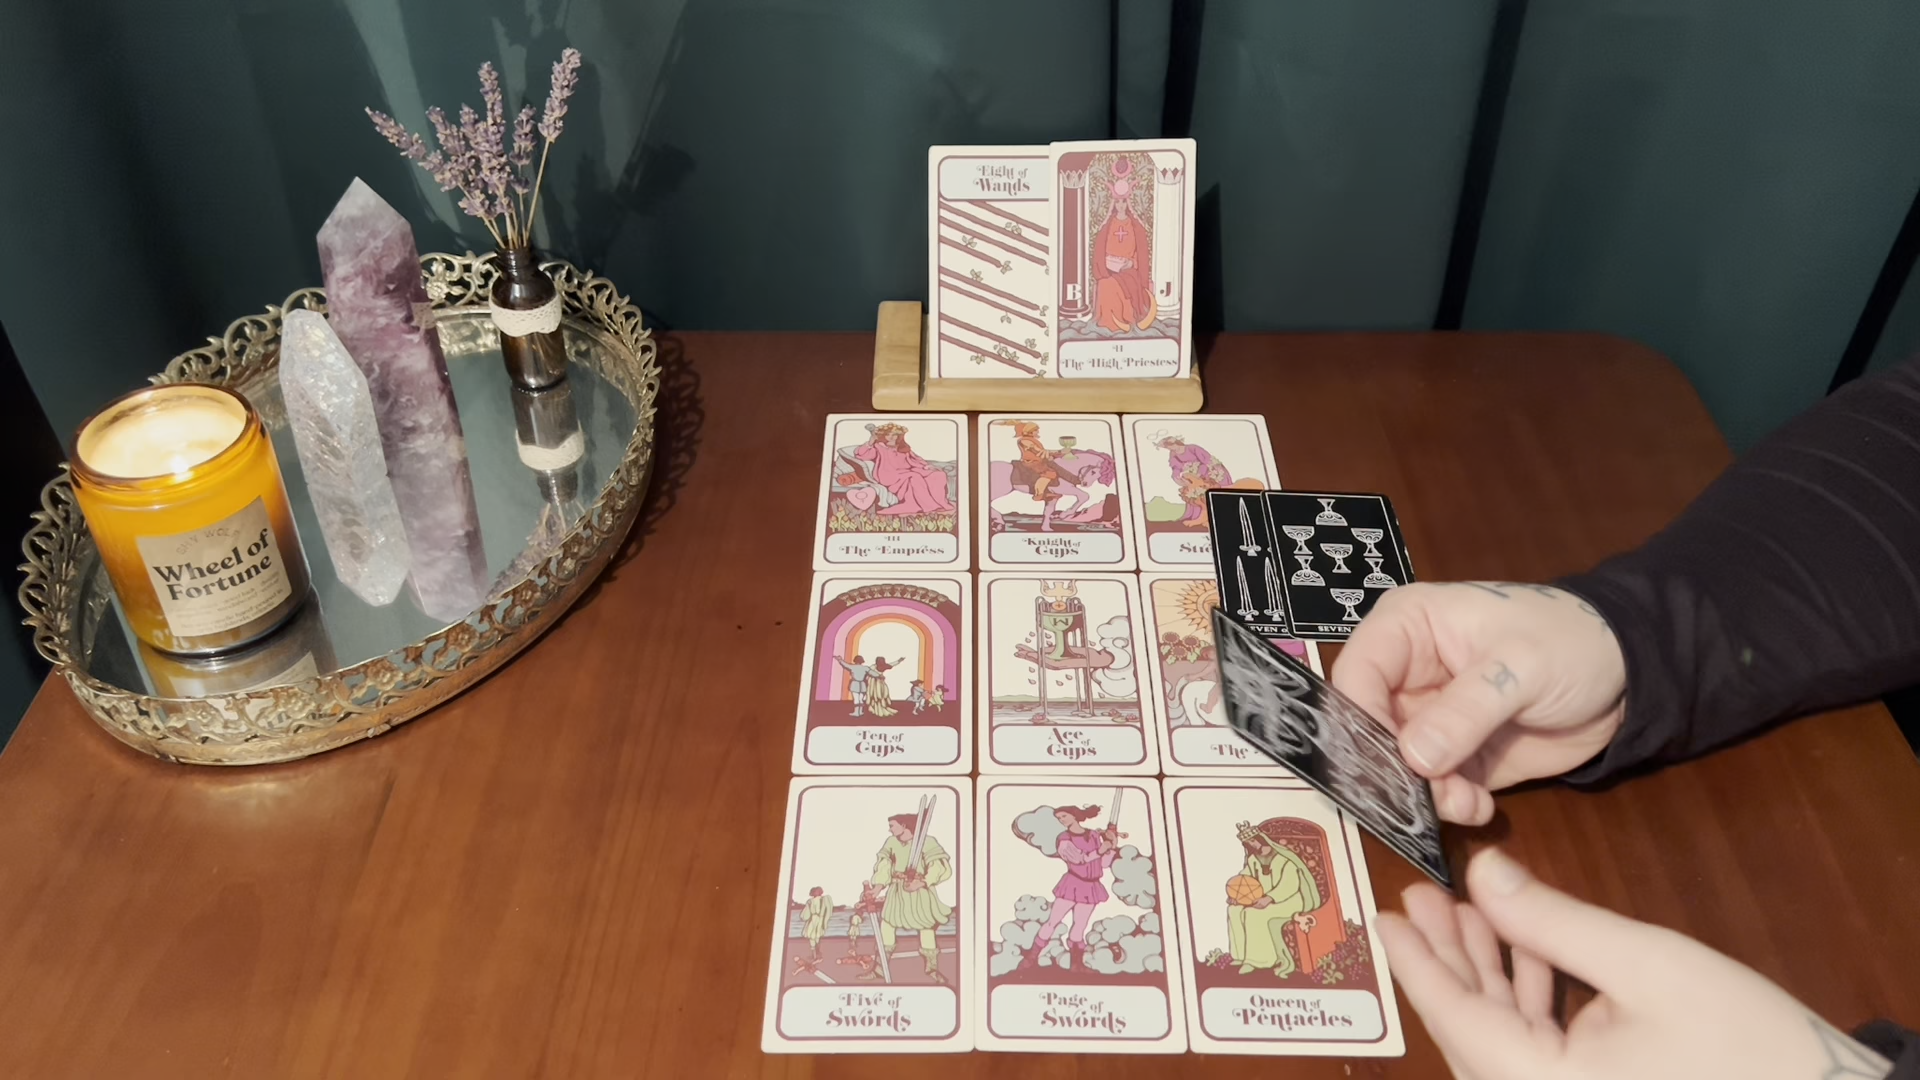 Eight of
Wands
B
J
II
The High Priestess
III
The Empress
Knight of
Cups
Wheel of
Fortune
SEVEN
Ten of
Cups
Ace of
Cups
The
Five of
Swords
Page of
Swords
Queen of
Pentacles